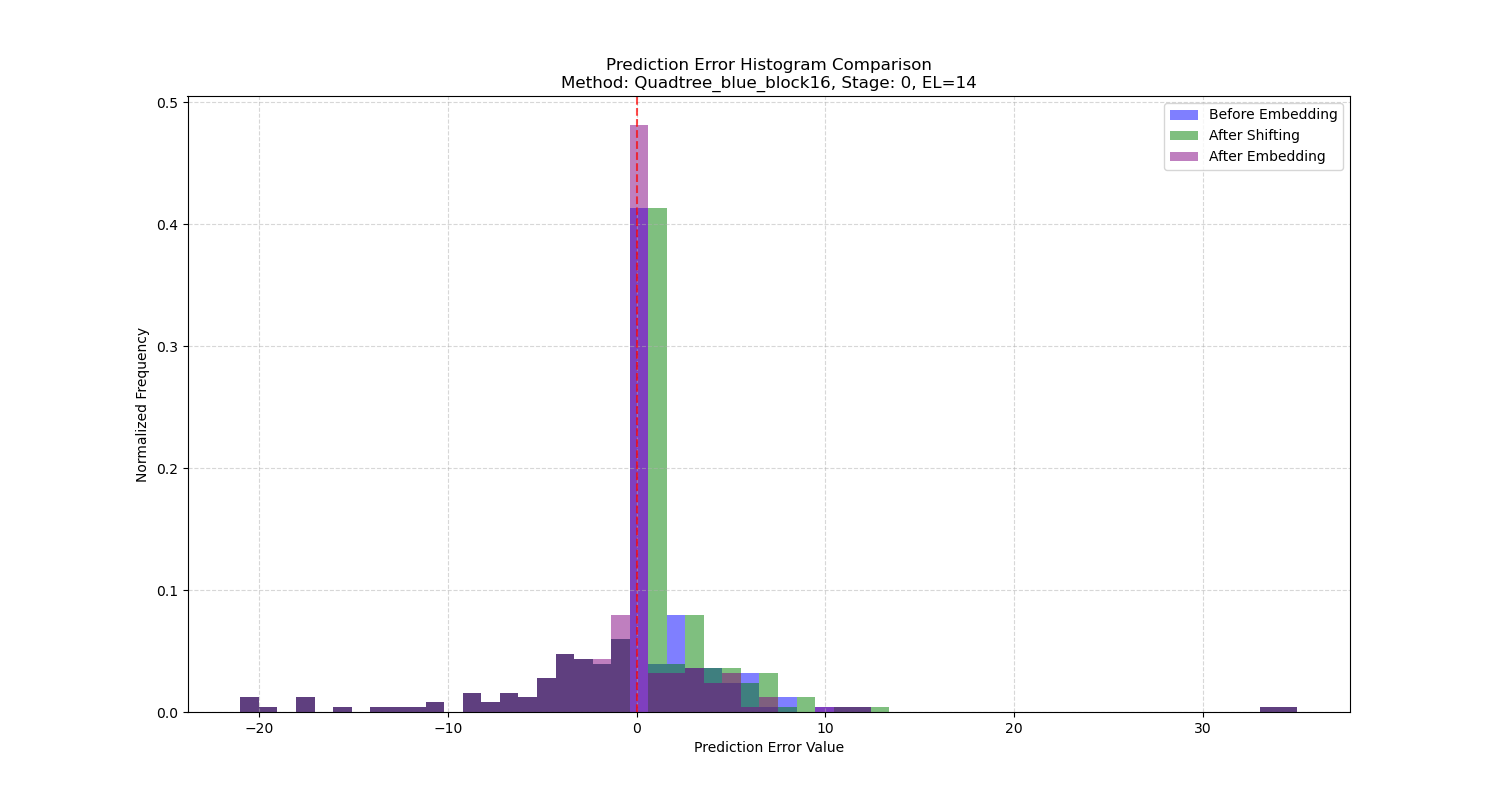 Prediction Error Histogram Comparison
Method: Quadtree_blue_block16, Stage: 0, EL=14
Before Embedding
After Shifting
After Embedding
Normalized Frequency
0.5
0.4
0.3
0.2
0.1
0.0
−20
−10
0
10
20
30
Prediction Error Value